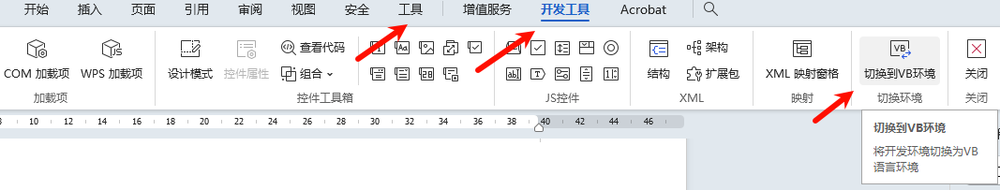 开始 插入 页面 引用 审阅 视图 安全 工具 增值服务 开发工具 Acrobat
COM 加载项 WPS 加载项 设计模式 控件属性 查看代码 组合 结构 架构 扩展包 XML 映射窗格 切换到VB环境 关闭
加载项 控件工具箱 JS控件 XML 映射 切换环境 关闭
8 10 12 14 16 18 20 22 24 26 28 30 32 34 36 38 40 42 44 46
切换到VB环境
将开发环境切换为VB
语言环境